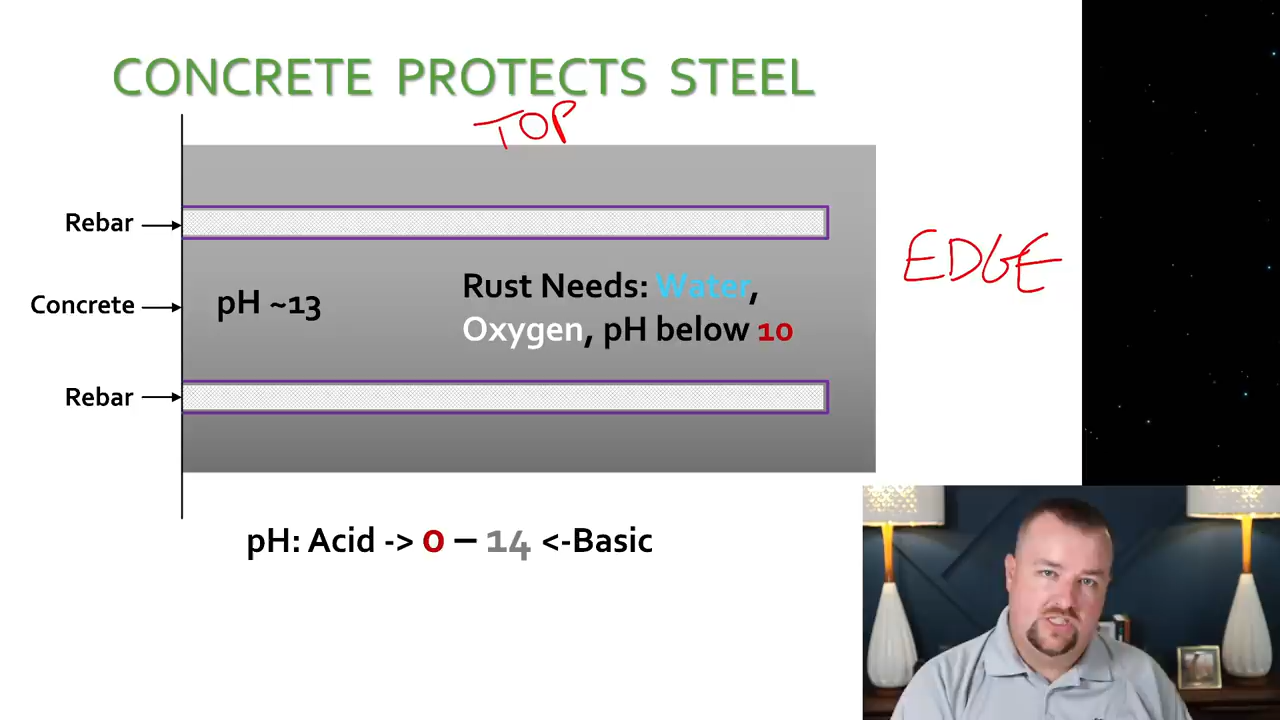 CONCRETE PROTECTS STEEL
TOP
Rebar
EDGE
Rust Needs: Water,
Concrete
pH ~13
Oxygen, pH below 10
Rebar
pH: Acid -> 0 – 14 <-Basic